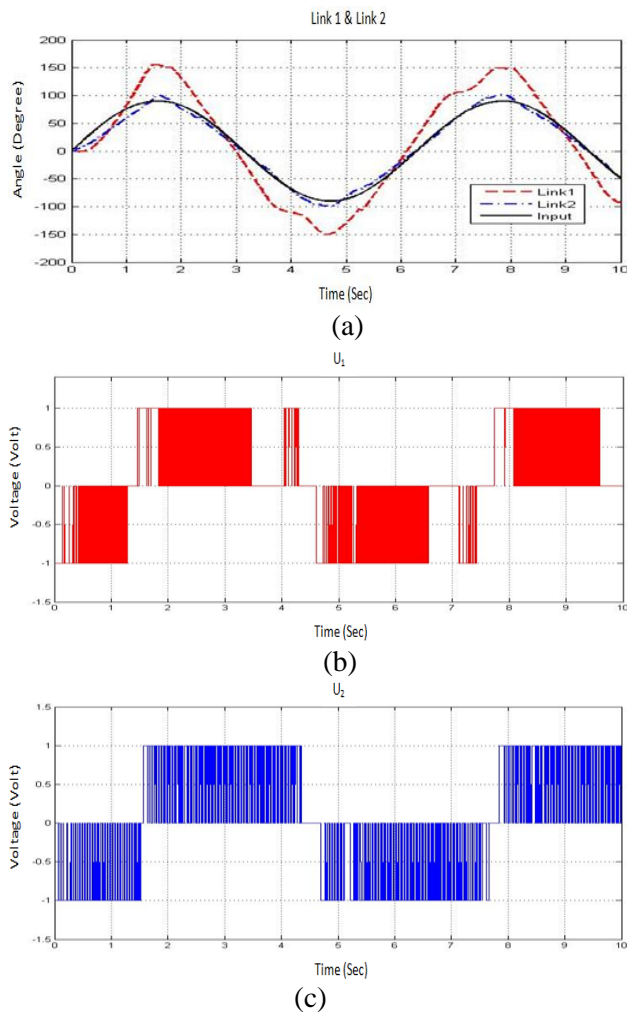 Link 1 & Link 2
Angle (Degree)
200
150
100
50
0
-50
-100
-150
-200
0 1 2 3 4 5 6 7 8 9 10
Link1
Link2
Input
Time (Sec)
(a)
U1
Voltage (Volt)
1
0.5
0
-0.5
-1
-1.5
0 1 2 3 4 5 6 7 8 9 10
Time (Sec)
(b)
U2
Voltage (Volt)
1.5
1
0.5
0
-0.5
-1
-1.5
0 1 2 3 4 5 6 7 8 9 10
Time (Sec)
(c)